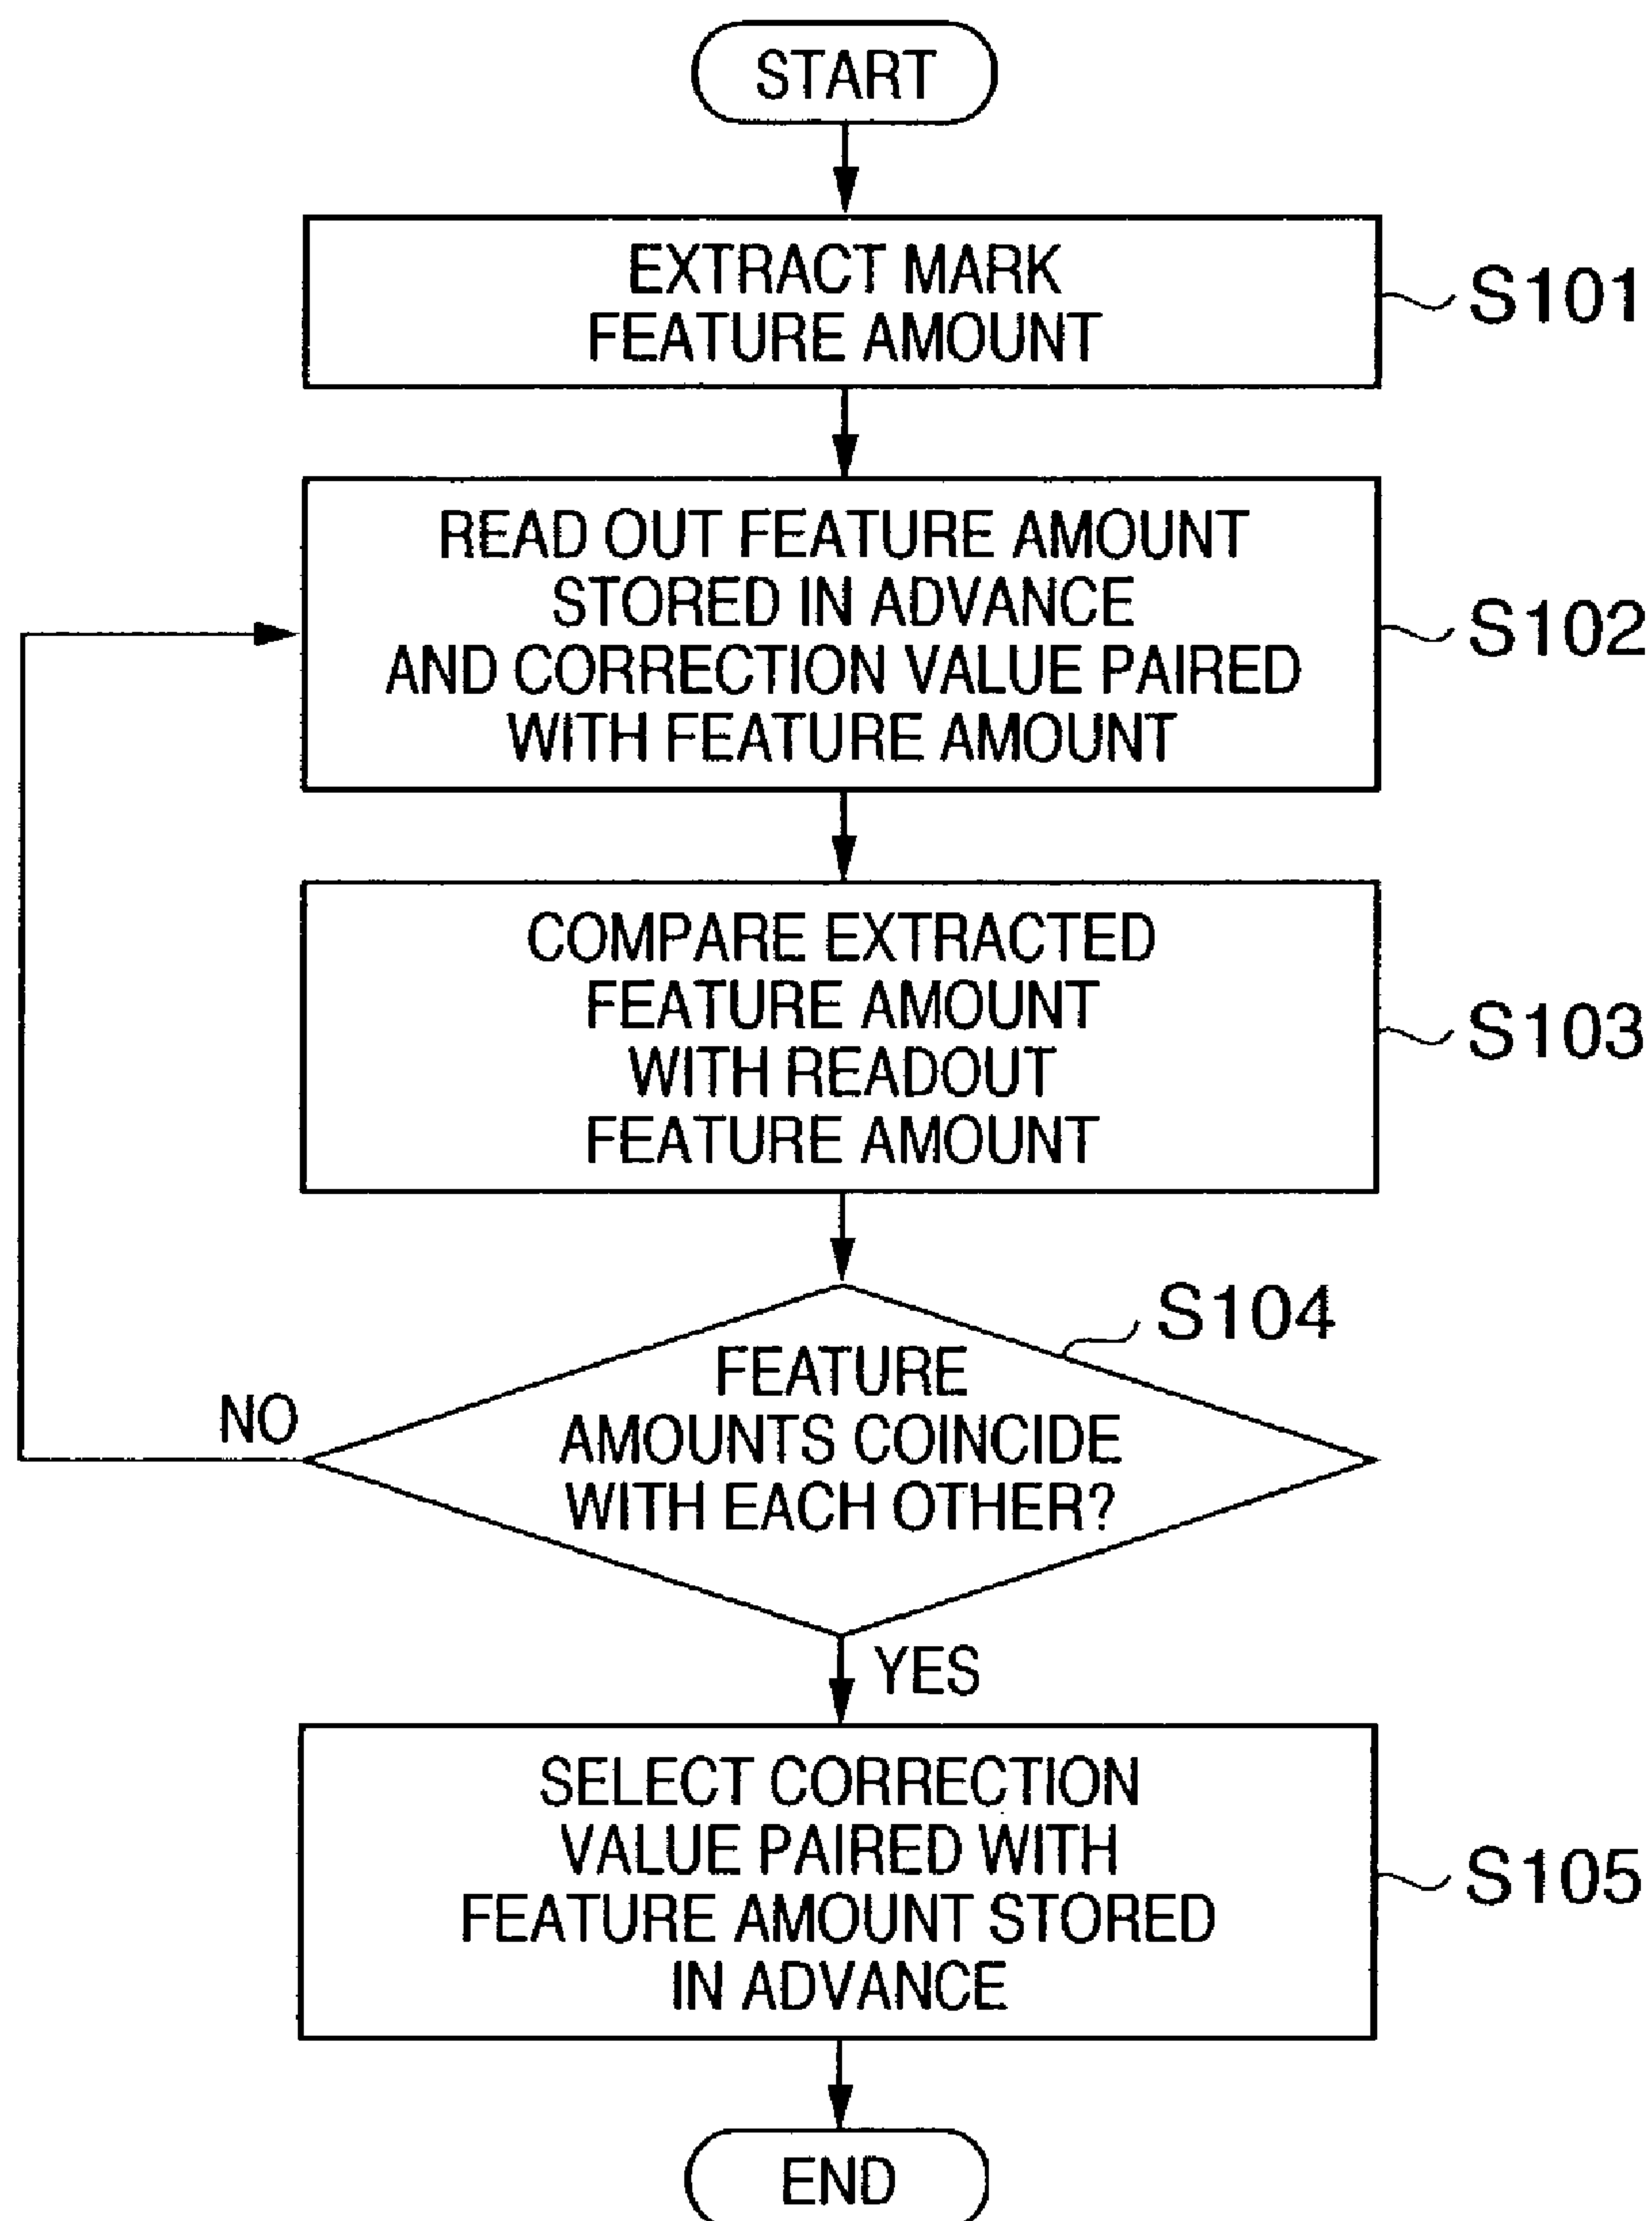 START
EXTRACT MARK
FEATURE AMOUNT
S101
READ OUT FEATURE AMOUNT
STORED IN ADVANCE
AND CORRECTION VALUE PAIRED
WITH FEATURE AMOUNT
S102
COMPARE EXTRACTED
FEATURE AMOUNT
WITH READOUT
FEATURE AMOUNT
S103
S104
FEATURE
AMOUNTS COINCIDE
WITH EACH OTHER?
NO
YES
SELECT CORRECTION
VALUE PAIRED WITH
FEATURE AMOUNT STORED
IN ADVANCE
S105
END